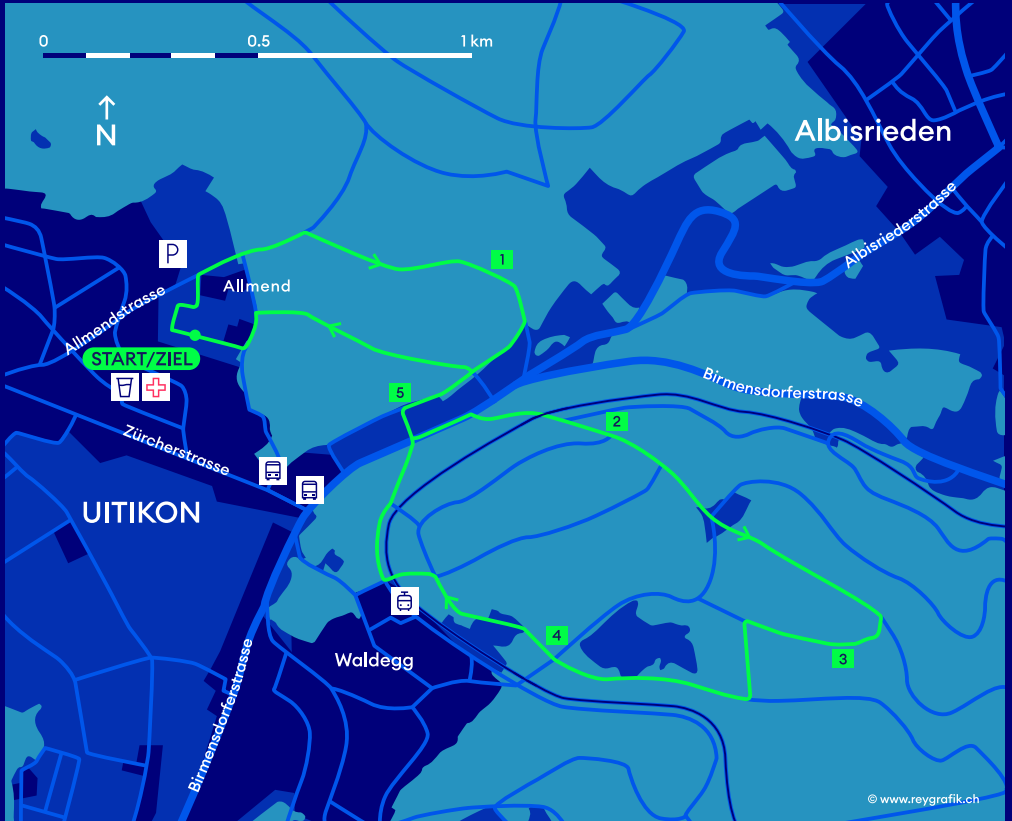 0 0.5 1 km
N
Albisrieden
Albisriederstrasse
P
1
Allmend
Allmendstrasse
START/ZIEL
Birmensdorferstrasse
5
2
Zürcherstrasse
UITIKON
4
3
Waldegg
Birmensdorferstrasse
© www.reygrafik.ch